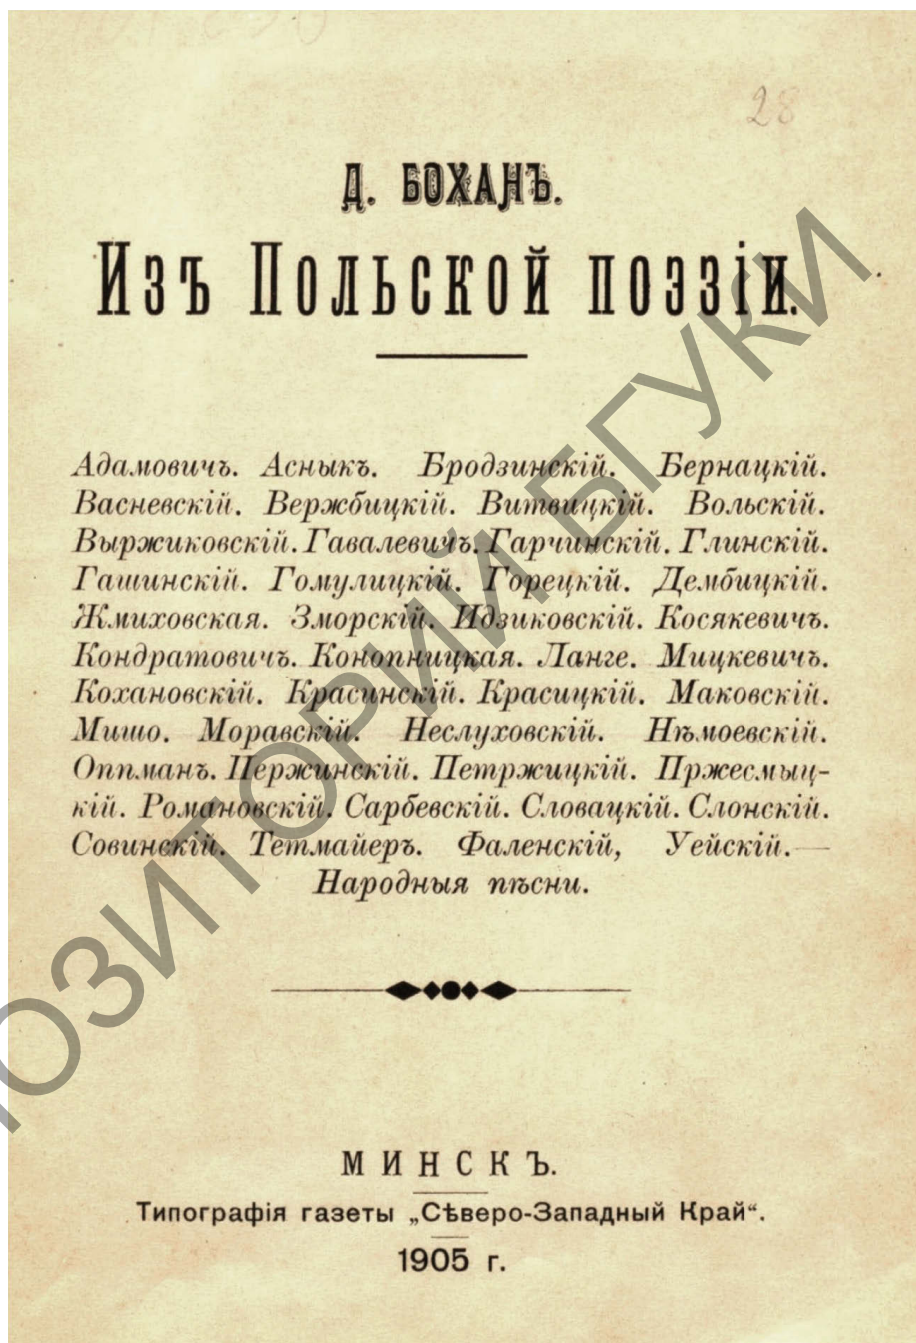 28
Д. БОХАНЪ.
Изъ Польской поэзіи.
Адамовичъ. Асныкъ. Бродзинскій. Бернацкій.
Васневскій. Вержбицкій. Витвицкій. Вольскій.
Выржиковскій. Гавалевичъ. Гарчинскій. Глинскій.
Гашинскій. Гомулицкій. Горецкій. Дембицкій.
Жмиховская. Зморскій. Идзиковскій. Косякевичъ.
Кондратовичъ. Конопницкая. Ланге. Мицкевичъ.
Кохановскій. Красинскій. Красицкій. Маковскій.
Мишо. Моравскій. Неслуховскій. Нѣмоевскій.
Оппманъ. Пержинскій. Петржицкій. Пржесмыц-
кій. Романовскій. Сарбевскій. Словацкій. Слонскій.
Совинскій. Тетмайеръ. Фаленскій, Уейскій.—
Народныя пѣсни.
МИНСКЪ.
Типографія газеты „Сѣверо-Западный Край“.
1905 г.
ПОЗИТОРИЙ БГУКИ